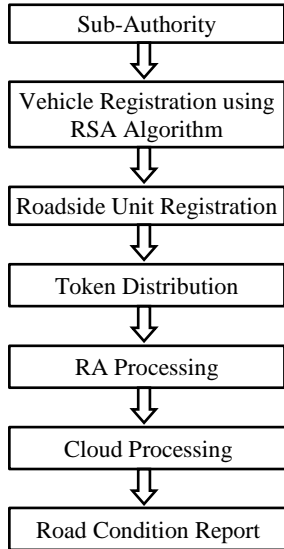 Sub-Authority
Vehicle Registration using
RSA Algorithm
Roadside Unit Registration
Token Distribution
RA Processing
Cloud Processing
Road Condition Report